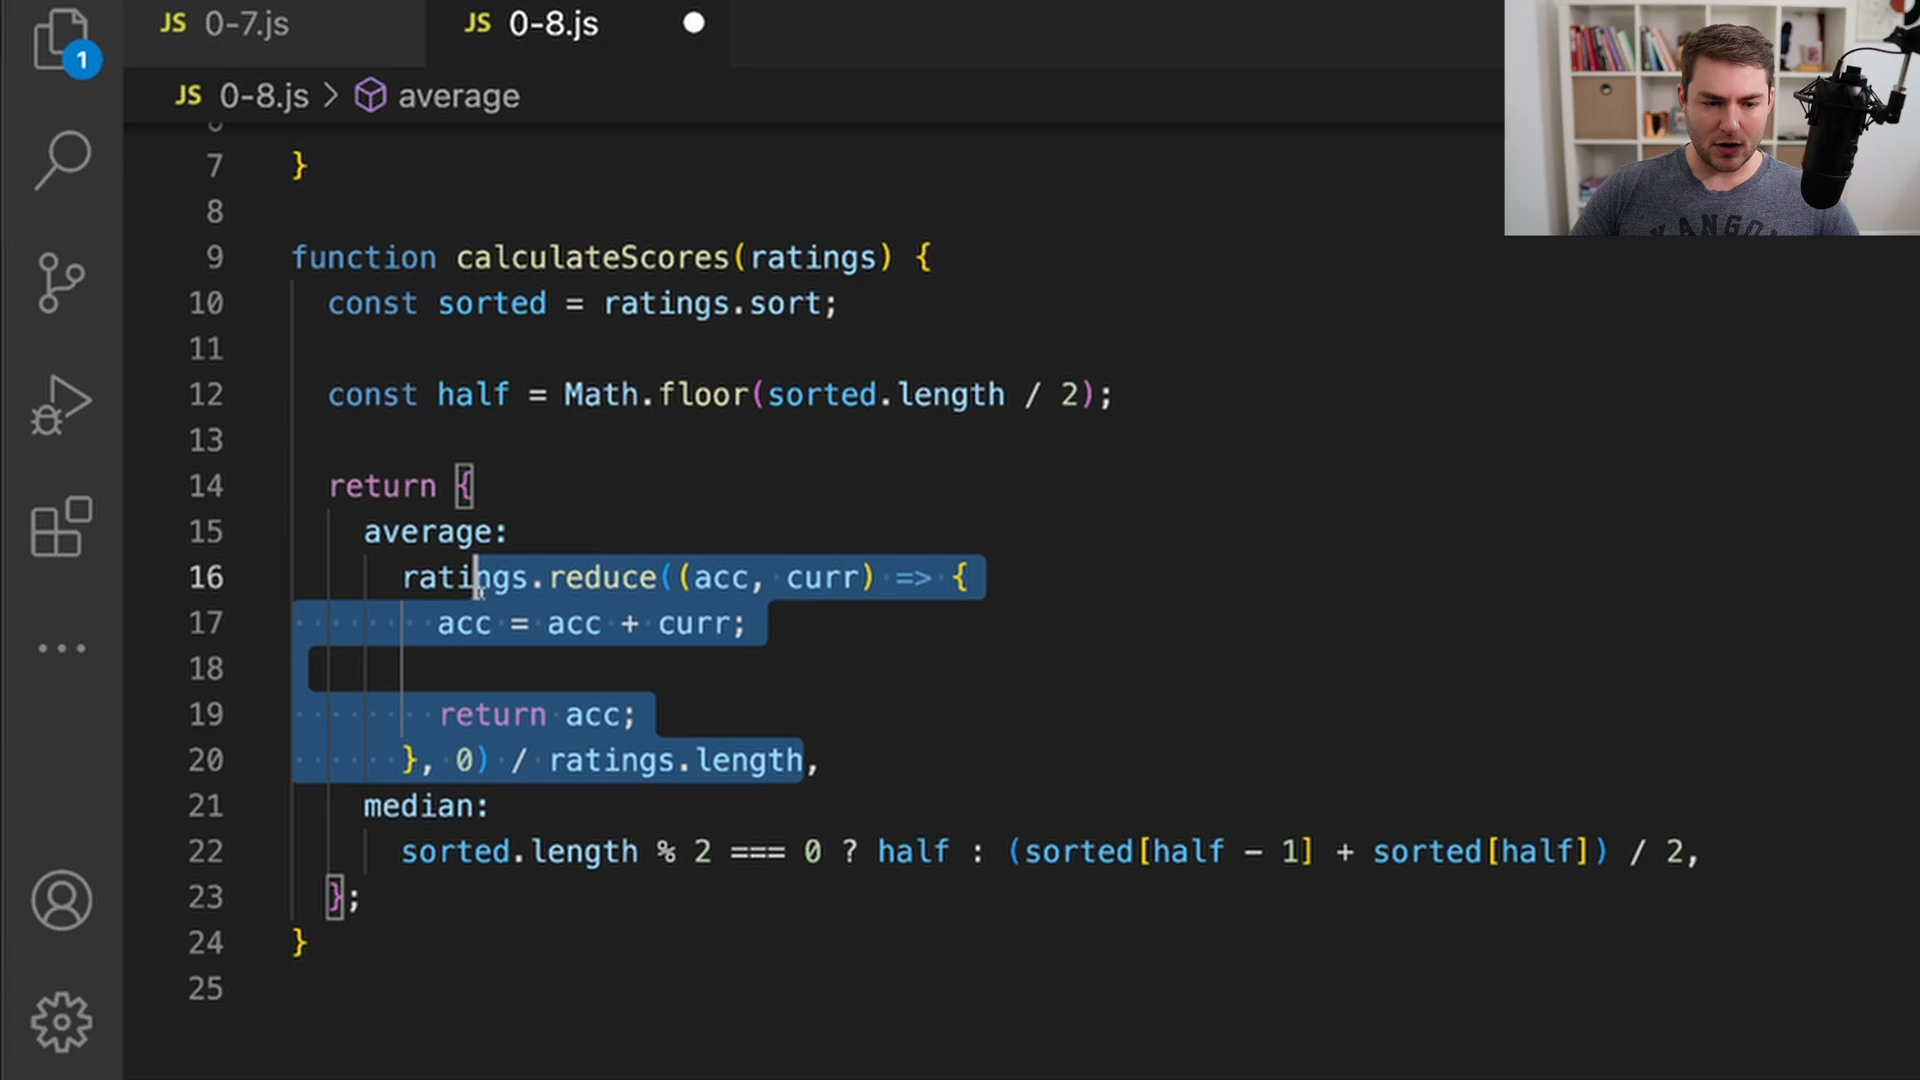 JS 0-7.js JS 0-8.js
1
JS 0-8.js > average
7 }
8
9 function calculateScores(ratings) {
10 const sorted = ratings.sort;
11
12 const half = Math.floor(sorted.length / 2);
13
14 return {
15 average:
16 ratings.reduce((acc, curr) => {
17 acc = acc + curr;
18
19 return acc;
20 }, 0) / ratings.length,
21 median:
22 sorted.length % 2 === 0 ? half : (sorted[half - 1] + sorted[half]) / 2,
23 };
24 }
25